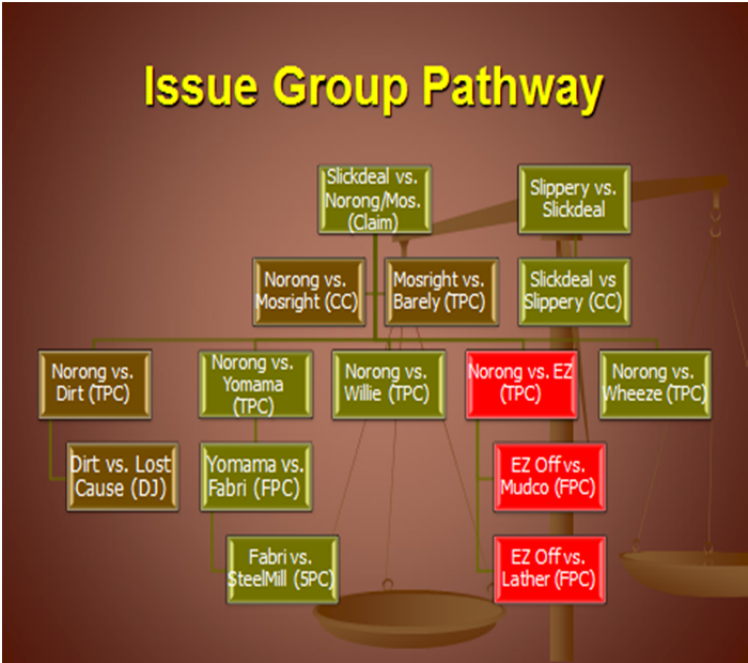 Issue Group Pathway
Slickdeal vs.
Norong/Mos.
(Claim)
Slippery vs.
Slickdeal
Norong vs.
Mosright (CC)
Mosright vs.
Barely (TPC)
Slickdeal vs
Slippery (CC)
Norong vs.
Dirt (TPC)
Norong vs.
Yomama
(TPC)
Norong vs.
Willie (TPC)
Norong vs. EZ
(TPC)
Norong vs.
Wheeze (TPC)
Dirt vs. Lost
Cause (DJ)
Yomama vs.
Fabri (FPC)
EZ Off vs.
Mudco (FPC)
Fabri vs.
SteelMill (5PC)
EZ Off vs.
Lather (FPC)